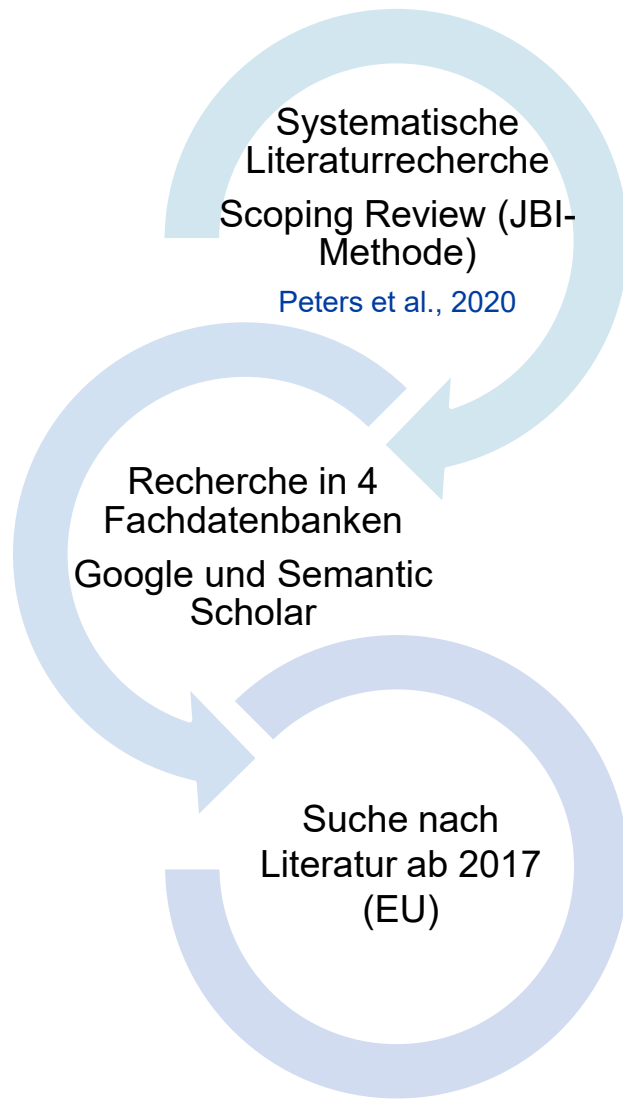 Systematische
Literaturrecherche
Scoping Review (JBI-
Methode)
Peters et al., 2020
Recherche in 4
Fachdatenbanken
Google und Semantic
Scholar
Suche nach
Literatur ab 2017
(EU)